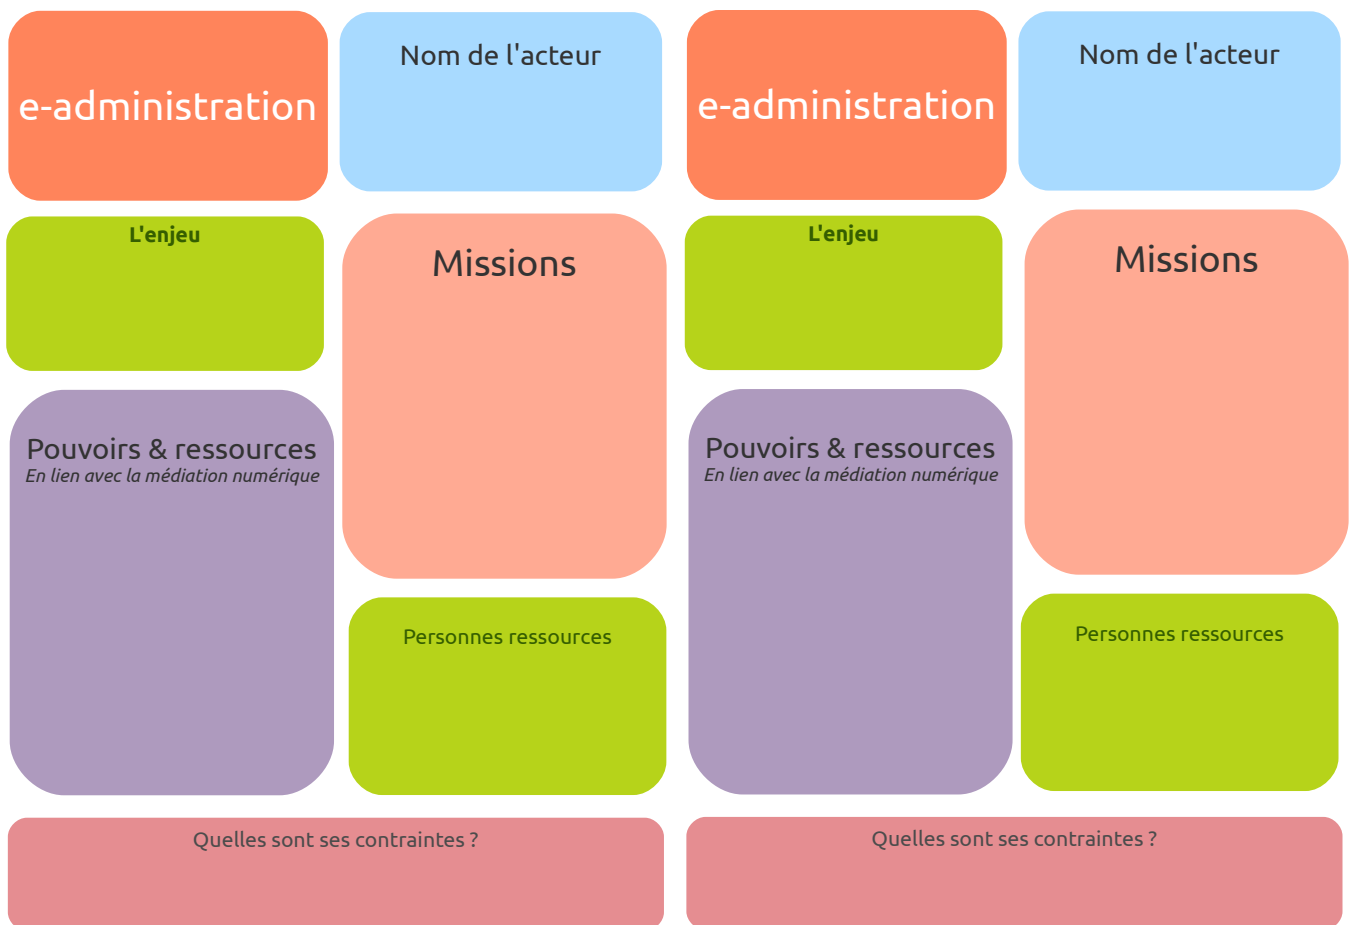 e-administration
Nom de l'acteur
L'enjeu
Missions
Pouvoirs & ressources
En lien avec la médiation numérique
Personnes ressources
Quelles sont ses contraintes ?
e-administration
Nom de l'acteur
L'enjeu
Missions
Pouvoirs & ressources
En lien avec la médiation numérique
Personnes ressources
Quelles sont ses contraintes ?